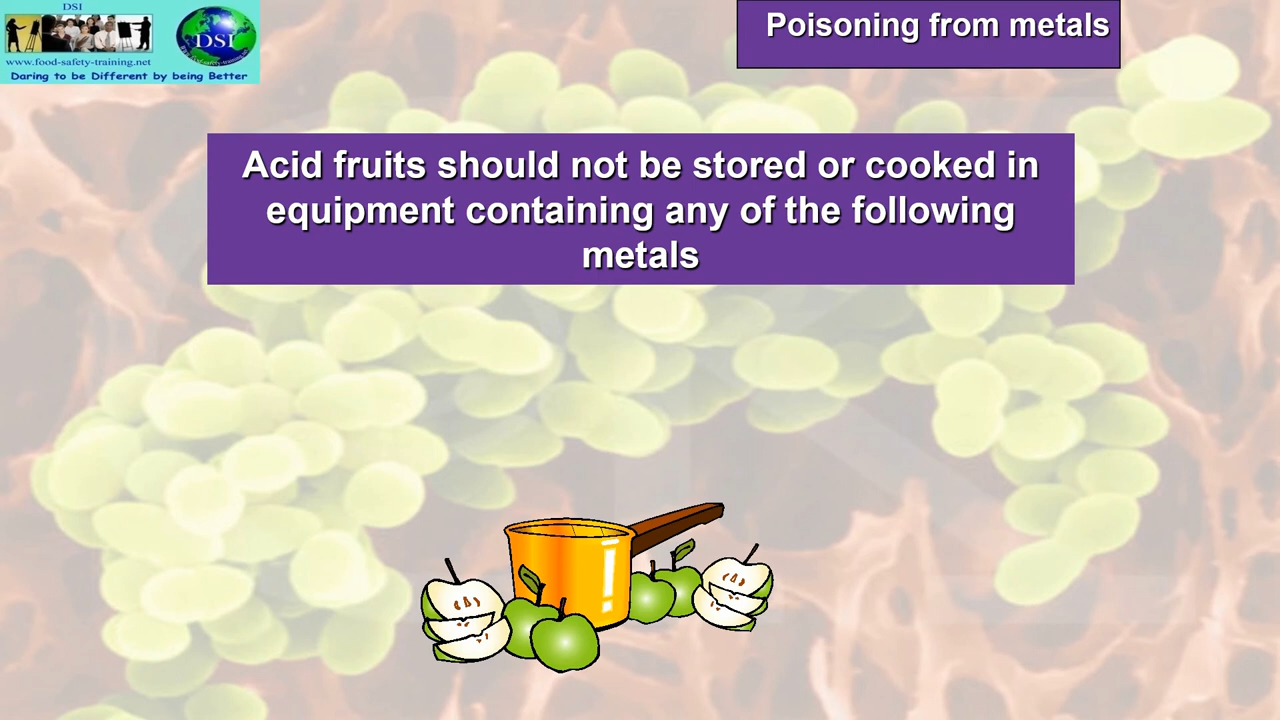 DSI
DSI
www.food-safety-training.net
Daring to be Different by being Better
Poisoning from metals
Acid fruits should not be stored or cooked in
equipment containing any of the following
metals